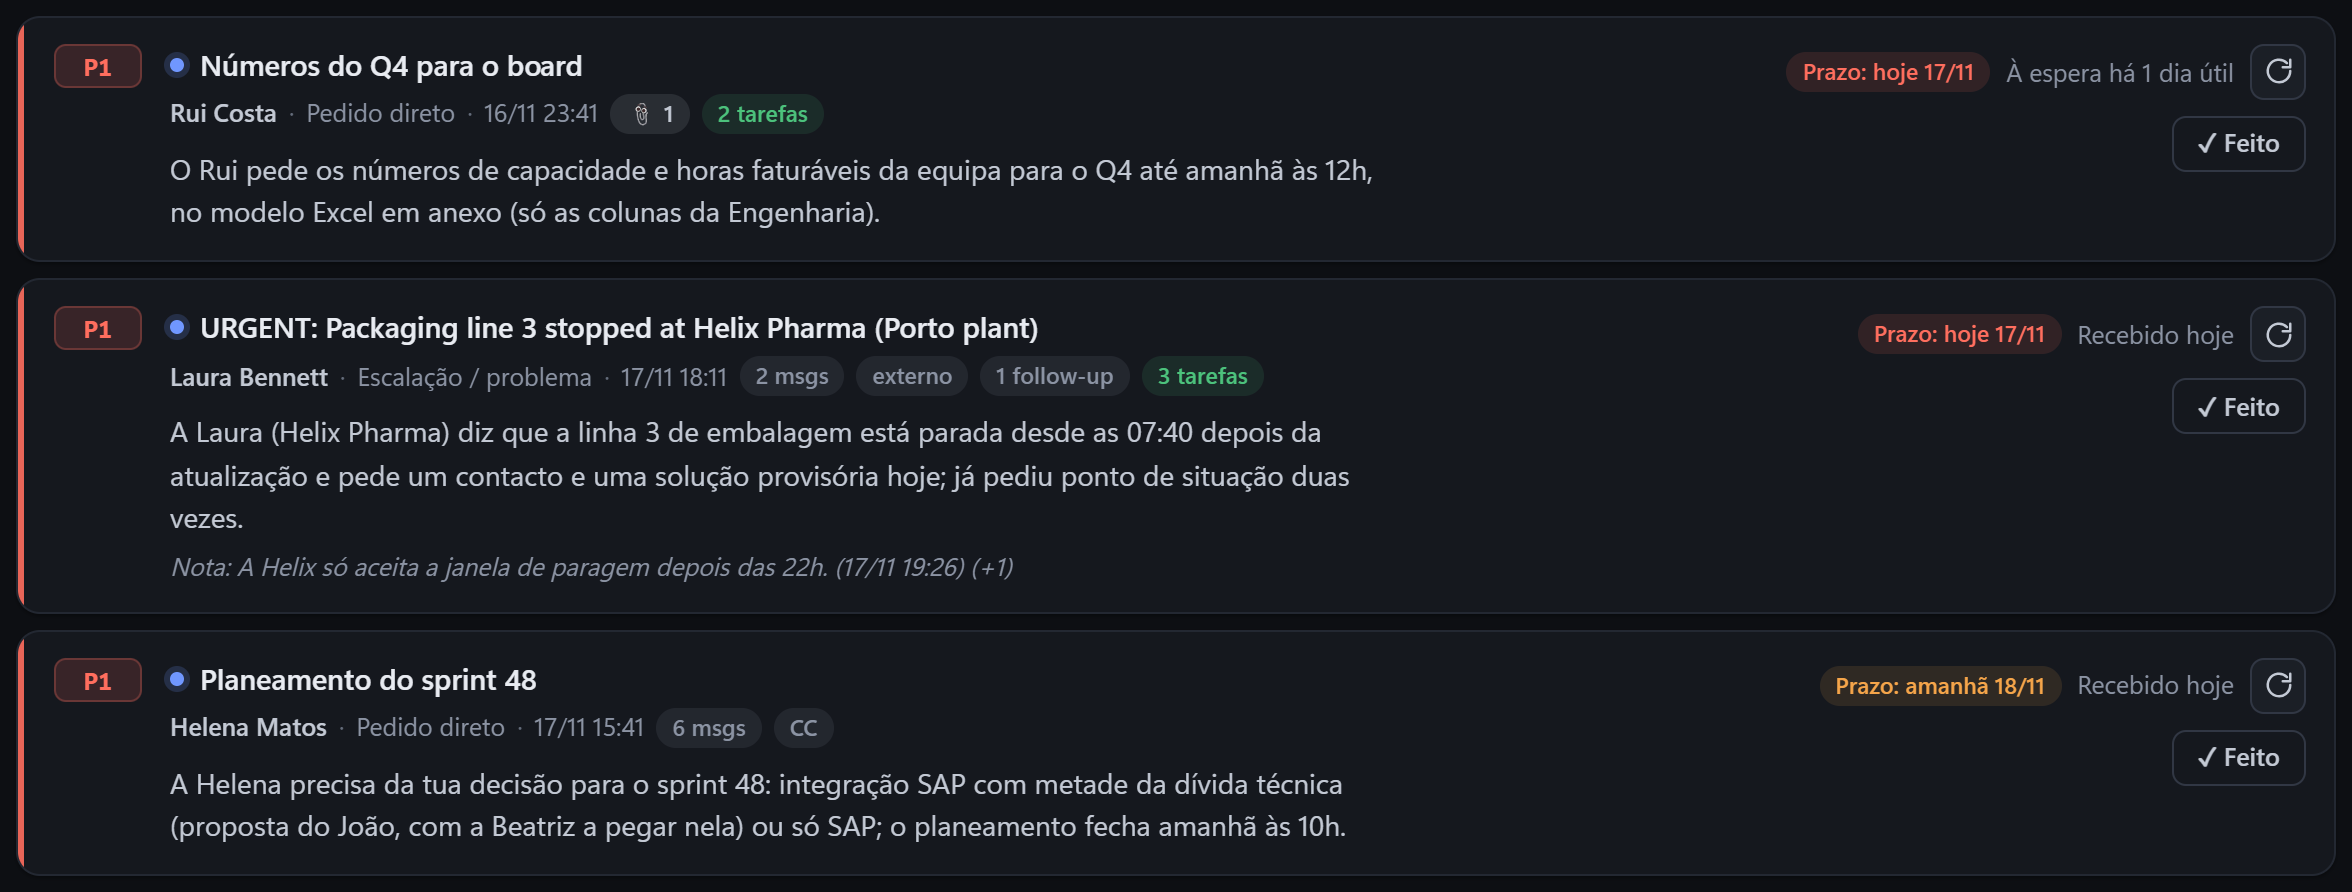 P1 Números do Q4 para o board Prazo: hoje 17/11 À espera há 1 dia útil
Rui Costa · Pedido direto · 16/11 23:41 1 2 tarefas
✓ Feito
O Rui pede os números de capacidade e horas faturáveis da equipa para o Q4 até amanhã às 12h,
no modelo Excel em anexo (só as colunas da Engenharia).
P1 URGENT: Packaging line 3 stopped at Helix Pharma (Porto plant) Prazo: hoje 17/11 Recebido hoje
Laura Bennett · Escalação / problema · 17/11 18:11 2 msgs externo 1 follow-up 3 tarefas
✓ Feito
A Laura (Helix Pharma) diz que a linha 3 de embalagem está parada desde as 07:40 depois da
atualização e pede um contacto e uma solução provisória hoje; já pediu ponto de situação duas
vezes.
Nota: A Helix só aceita a janela de paragem depois das 22h. (17/11 19:26) (+1)
P1 Planeamento do sprint 48 Prazo: amanhã 18/11 Recebido hoje
Helena Matos · Pedido direto · 17/11 15:41 6 msgs CC
✓ Feito
A Helena precisa da tua decisão para o sprint 48: integração SAP com metade da dívida técnica
(proposta do João, com a Beatriz a pegar nela) ou só SAP; o planeamento fecha amanhã às 10h.